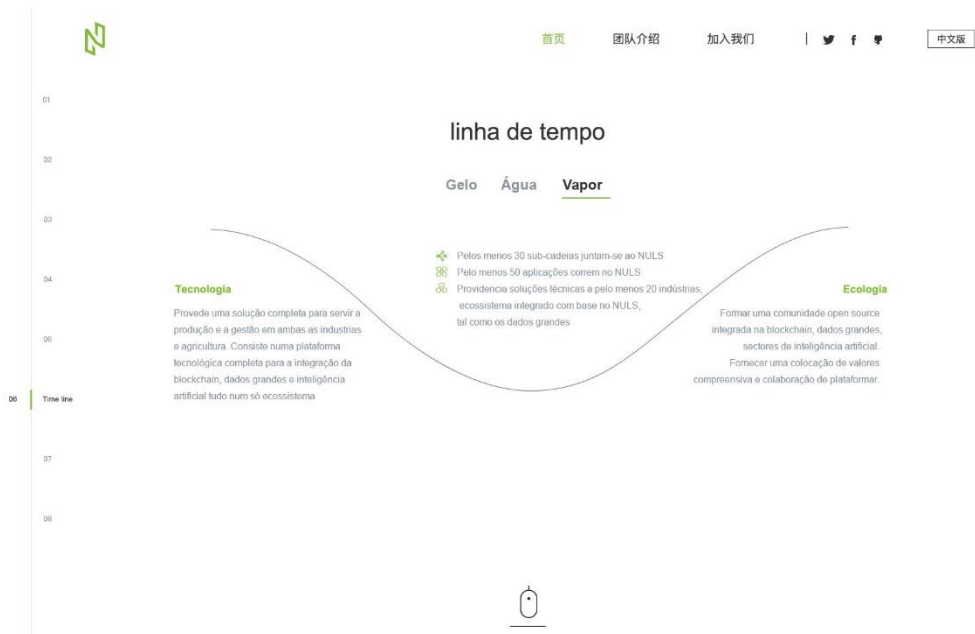 首页 团队介绍 加入我们 中文版
01
02
03
04
05
06 Time line
07
08
linha de tempo
Gelo Água Vapor
Pelos menos 30 sub-cadeias juntam-se ao NULS
Pelo menos 50 aplicações correm no NULS
Providencia soluções técnicas a pelo menos 20 indústrias,
ecossistema integrado com base no NULS,
tal como os dados grandes
Tecnologia
Provede uma solução completa para servir a
produção e a gestão em ambas as industrias
e agricultura. Consiste numa plataforma
tecnológica completa para a integração da
blockchain, dados grandes e inteligência
artificial tudo num só ecossistema
Ecologia
Formar uma comunidade open source
integrada na blockchain, dados grandes,
sectores de inteligência artificial.
Fornecer uma colocação de valores
compreensiva e colaboração de plataformar.